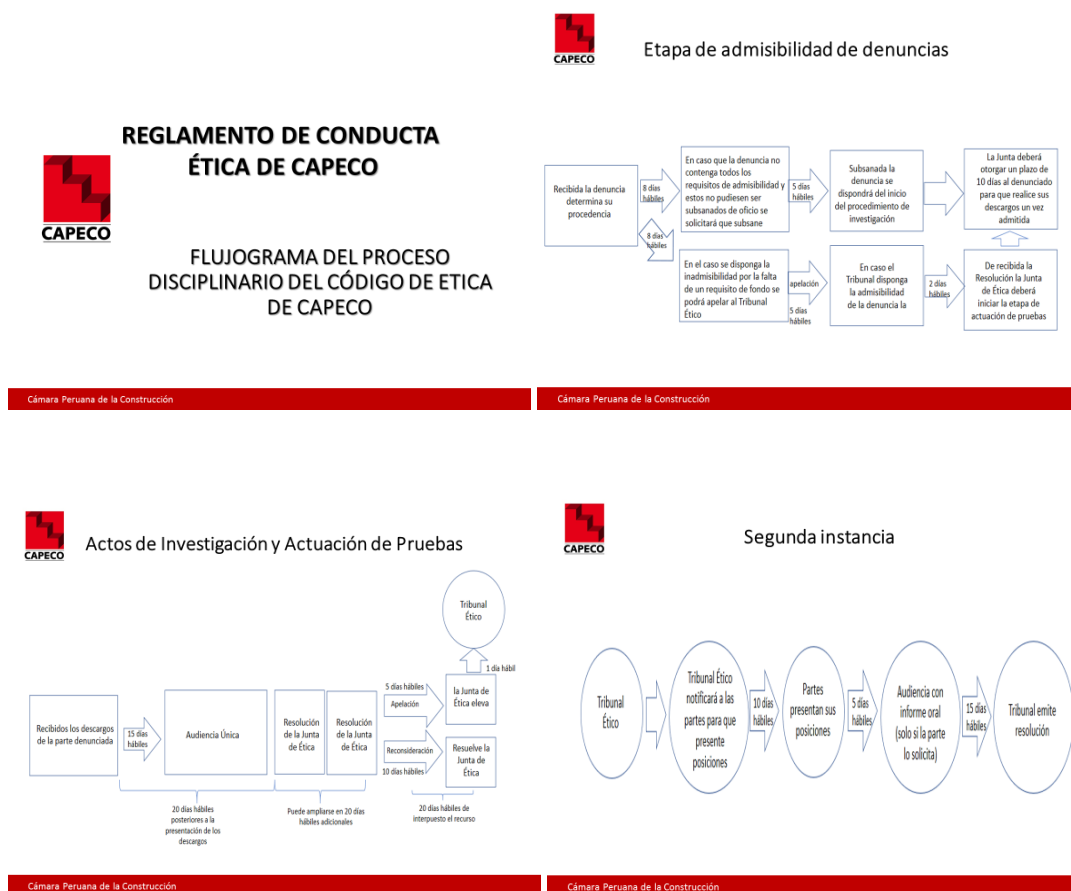 CAPECO
REGLAMENTO DE CONDUCTA
ÉTICA DE CAPECO
FLUJOGRAMA DEL PROCESO
DISCIPLINARIO DEL CÓDIGO DE ETICA
DE CAPECO
Cámara Peruana de la Construcción
CAPECO
Etapa de admisibilidad de denuncias
Recibida la denuncia
determina su
procedencia
8 días
hábiles
En caso que la denuncia no
contenga todos los
requisitos de admisibilidad y
estos no pudiesen ser
subsanados de oficio se
solicitará que subsane
5 días
hábiles
Subsanada la
denuncia se
dispondrá del inicio
del procedimiento de
investigación
La Junta deberá
otorgar un plazo de
10 días al denunciado
para que realice sus
descargos un vez
admitida
8 días
hábiles
En el caso se disponga la
inadmisibilidad por la falta
de un requisito de fondo se
podrá apelar al Tribunal
Ético
apelación
5 días
hábiles
En caso el
Tribunal disponga
la admisibilidad
de la denuncia la
2 días
hábiles
De recibida la
Resolución la Junta
de Ética deberá
iniciar la etapa de
actuación de pruebas
Cámara Peruana de la Construcción
CAPECO
Actos de Investigación y Actuación de Pruebas
Tribunal
Ético
1 día hábil
Recibidos los descargos
de la parte denunciada
15 días
hábiles
Audiencia Única
Resolución
de la Junta
de Ética
Resolución
de la Junta
de Ética
5 días hábiles
Apelación
la Junta de
Ética eleva
Reconsideración
10 días hábiles
Resuelve la
Junta de
Ética
20 días hábiles
posteriores a la
presentación de los
descargos
Puede ampliarse en 20 días
hábiles adicionales
20 días hábiles de
interpuesto el recurso
Cámara Peruana de la Construcción
CAPECO
Segunda instancia
Tribunal
Ético
Tribunal Ético
notificará a las
partes para que
presente
posiciones
10 días
hábiles
Partes
presentan sus
posiciones
5 días
hábiles
Audiencia con
informe oral
(solo si la parte
lo solicita)
15 días
hábiles
Tribunal emite
resolución
Cámara Peruana de la Construcción